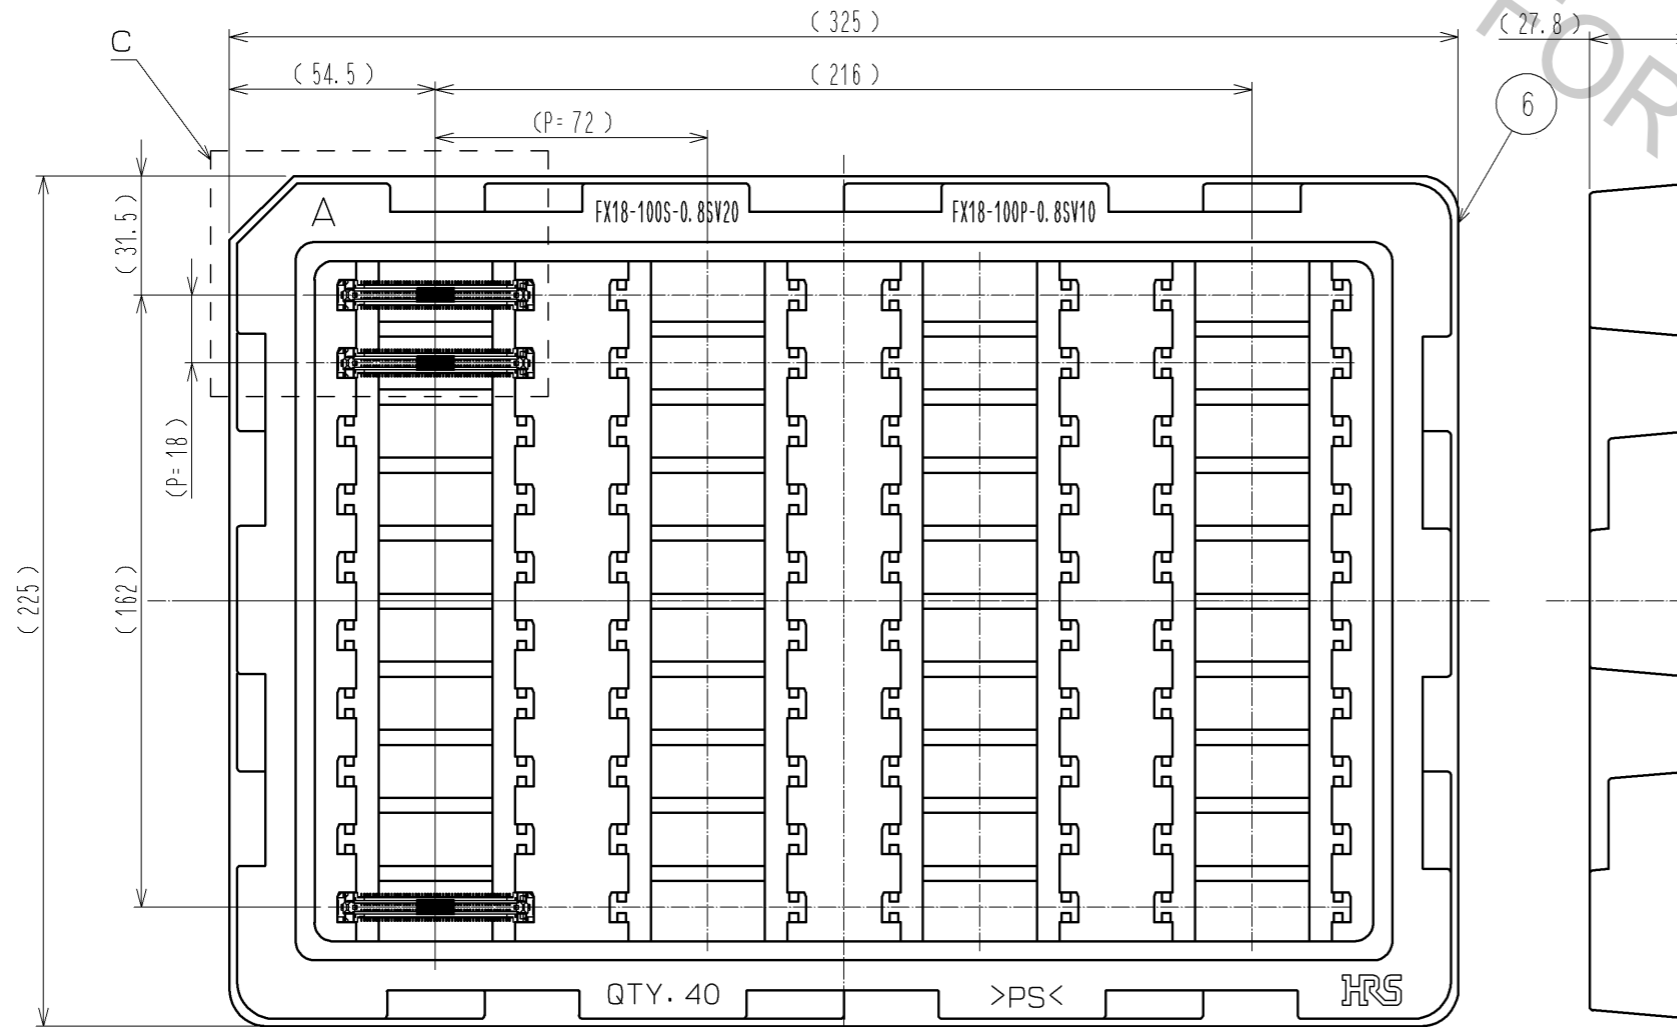 ( 325 )
( 27.8 )
FOR
C
( 54.5 )
( 216 )
6
(P=72 )
A
FX18-100S-0.8SV20
FX18-100P-0.8SV10
( 31.5 )
(P=18 )
( 225 )
( 162 )
QTY. 40
>PS<
HRS